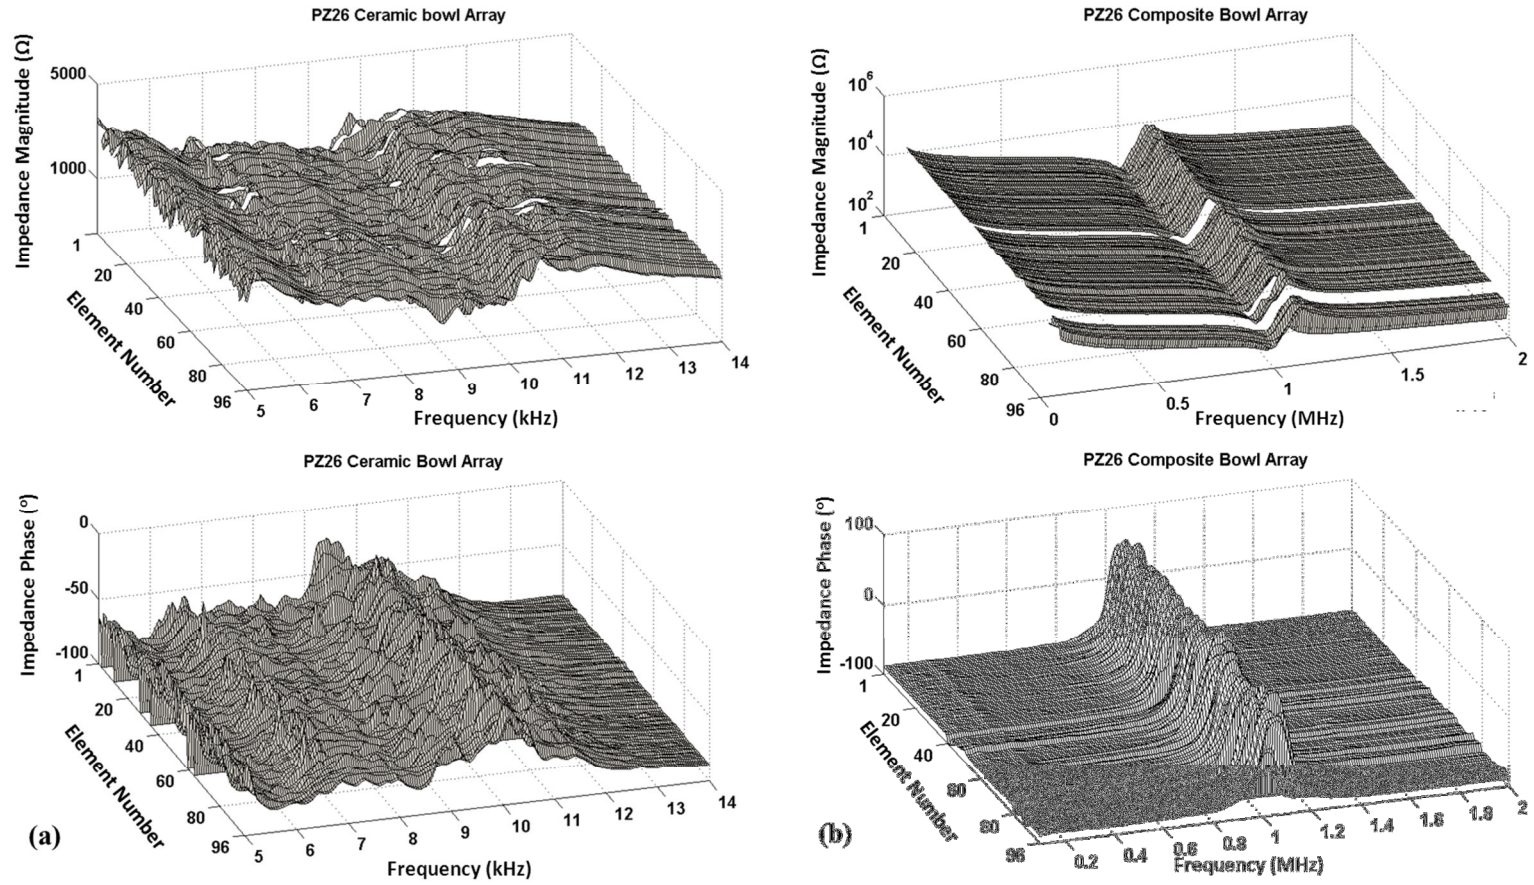 PZ26 Ceramic bowl Array
Impedance Magnitude (Ω)
5000
1000
1
20
40
60
80
96
Element Number
5 6 7 8 9 10 11 12 13 14
Frequency (kHz)
PZ26 Composite Bowl Array
Impedance Magnitude (Ω)
10^6
10^4
10^2
1
20
40
60
80
96
Element Number
0 0.5 1 1.5 2
Frequency (MHz)
PZ26 Ceramic Bowl Array
Impedance Phase (°)
0
-50
-100
1
20
40
60
80
96
Element Number
5 6 7 8 9 10 11 12 13 14
Frequency (kHz)
(a)
PZ26 Composite Bowl Array
Impedance Phase (°)
100
0
-100
1
20
40
60
80
96
Element Number
0.2 0.4 0.6 0.8 1 1.2 1.4 1.6 1.8 2
Frequency (MHz)
(b)